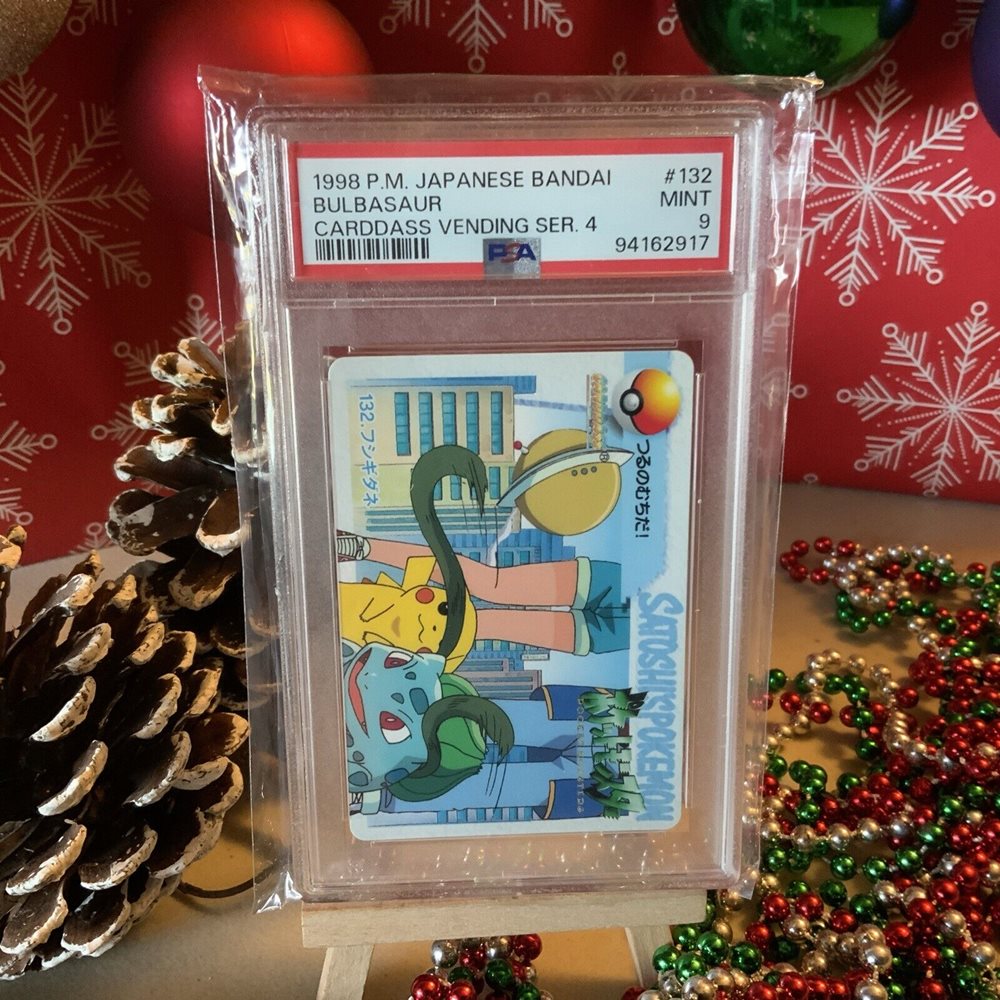 1998 P.M. JAPANESE BANDAI #132
BULBASAUR MINT
CARDDASS VENDING SER. 4 9
PSA 94162917
132.フシギダネ
つるのむちだ!
SATOSHI'S POKEMON